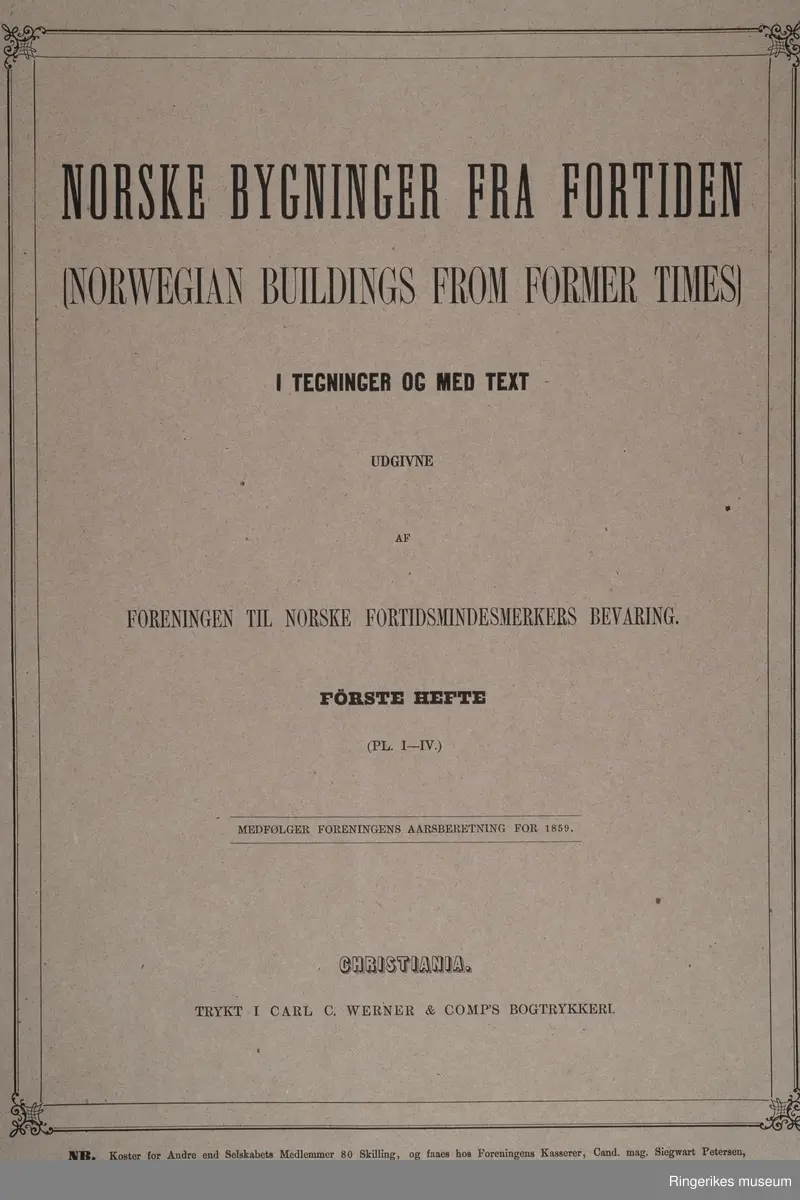 NORSKE BYGNINGER FRA FORTIDEN
(NORWEGIAN BUILDINGS FROM FORMER TIMES)
I TEGNINGER OG MED TEXT
UDGIVNE
AF
FORENINGEN TIL NORSKE FORTIDSMINDESMERKERS BEVARING.
FÖRSTE HEFTE
(PL. I—IV.)
MEDFØLGER FORENINGENS AARSBERETNING FOR 1859.
CHRISTIANIA.
TRYKT I CARL C. WERNER & COMP'S BOGTRYKKERI.
NB. Koster for Andre end Selskabets Medlemmer 80 Skilling, og faaes hos Foreningens Kasserer, Cand. mag. Siegwart Petersen,
Ringerikes museum